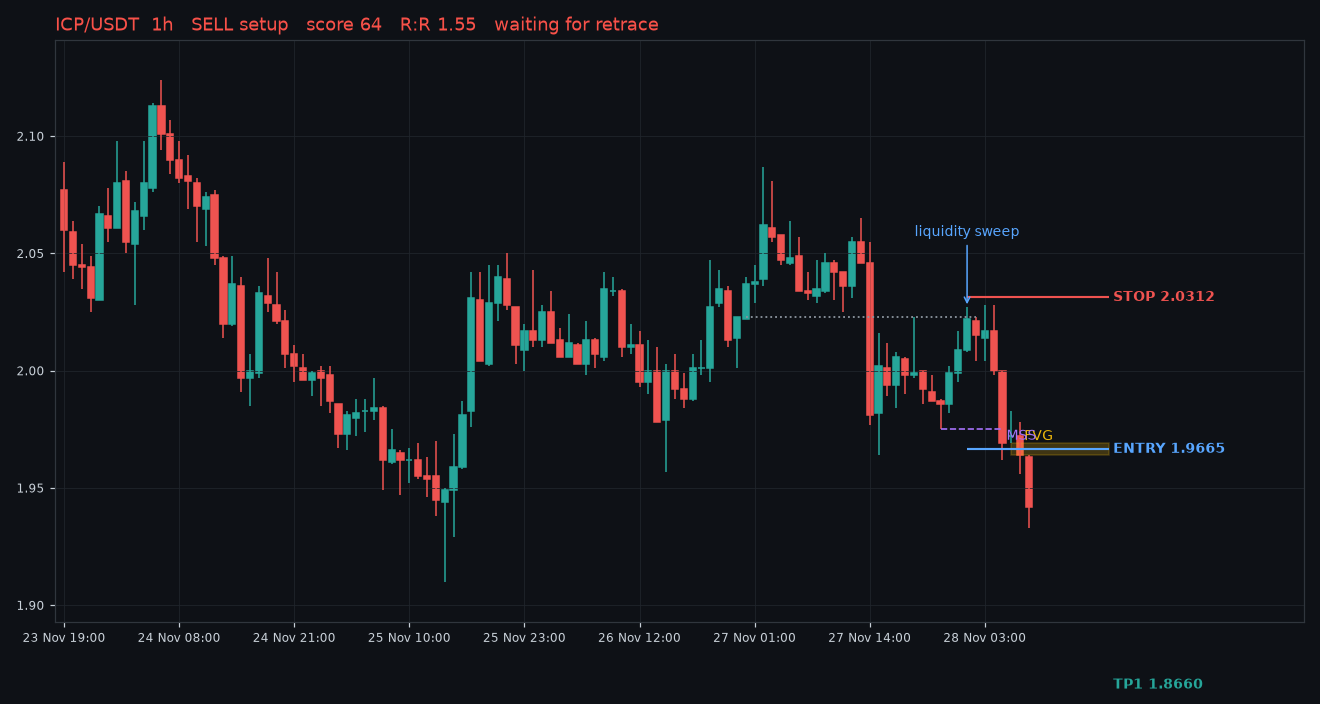 ICP/USDT 1h SELL setup score 64 R:R 1.55 waiting for retrace
2.10
2.05
2.00
1.95
1.90
liquidity sweep
STOP 2.0312
MSS
FVG
ENTRY 1.9665
23 Nov 19:00
24 Nov 08:00
24 Nov 21:00
25 Nov 10:00
25 Nov 23:00
26 Nov 12:00
27 Nov 01:00
27 Nov 14:00
28 Nov 03:00
TP1 1.8660